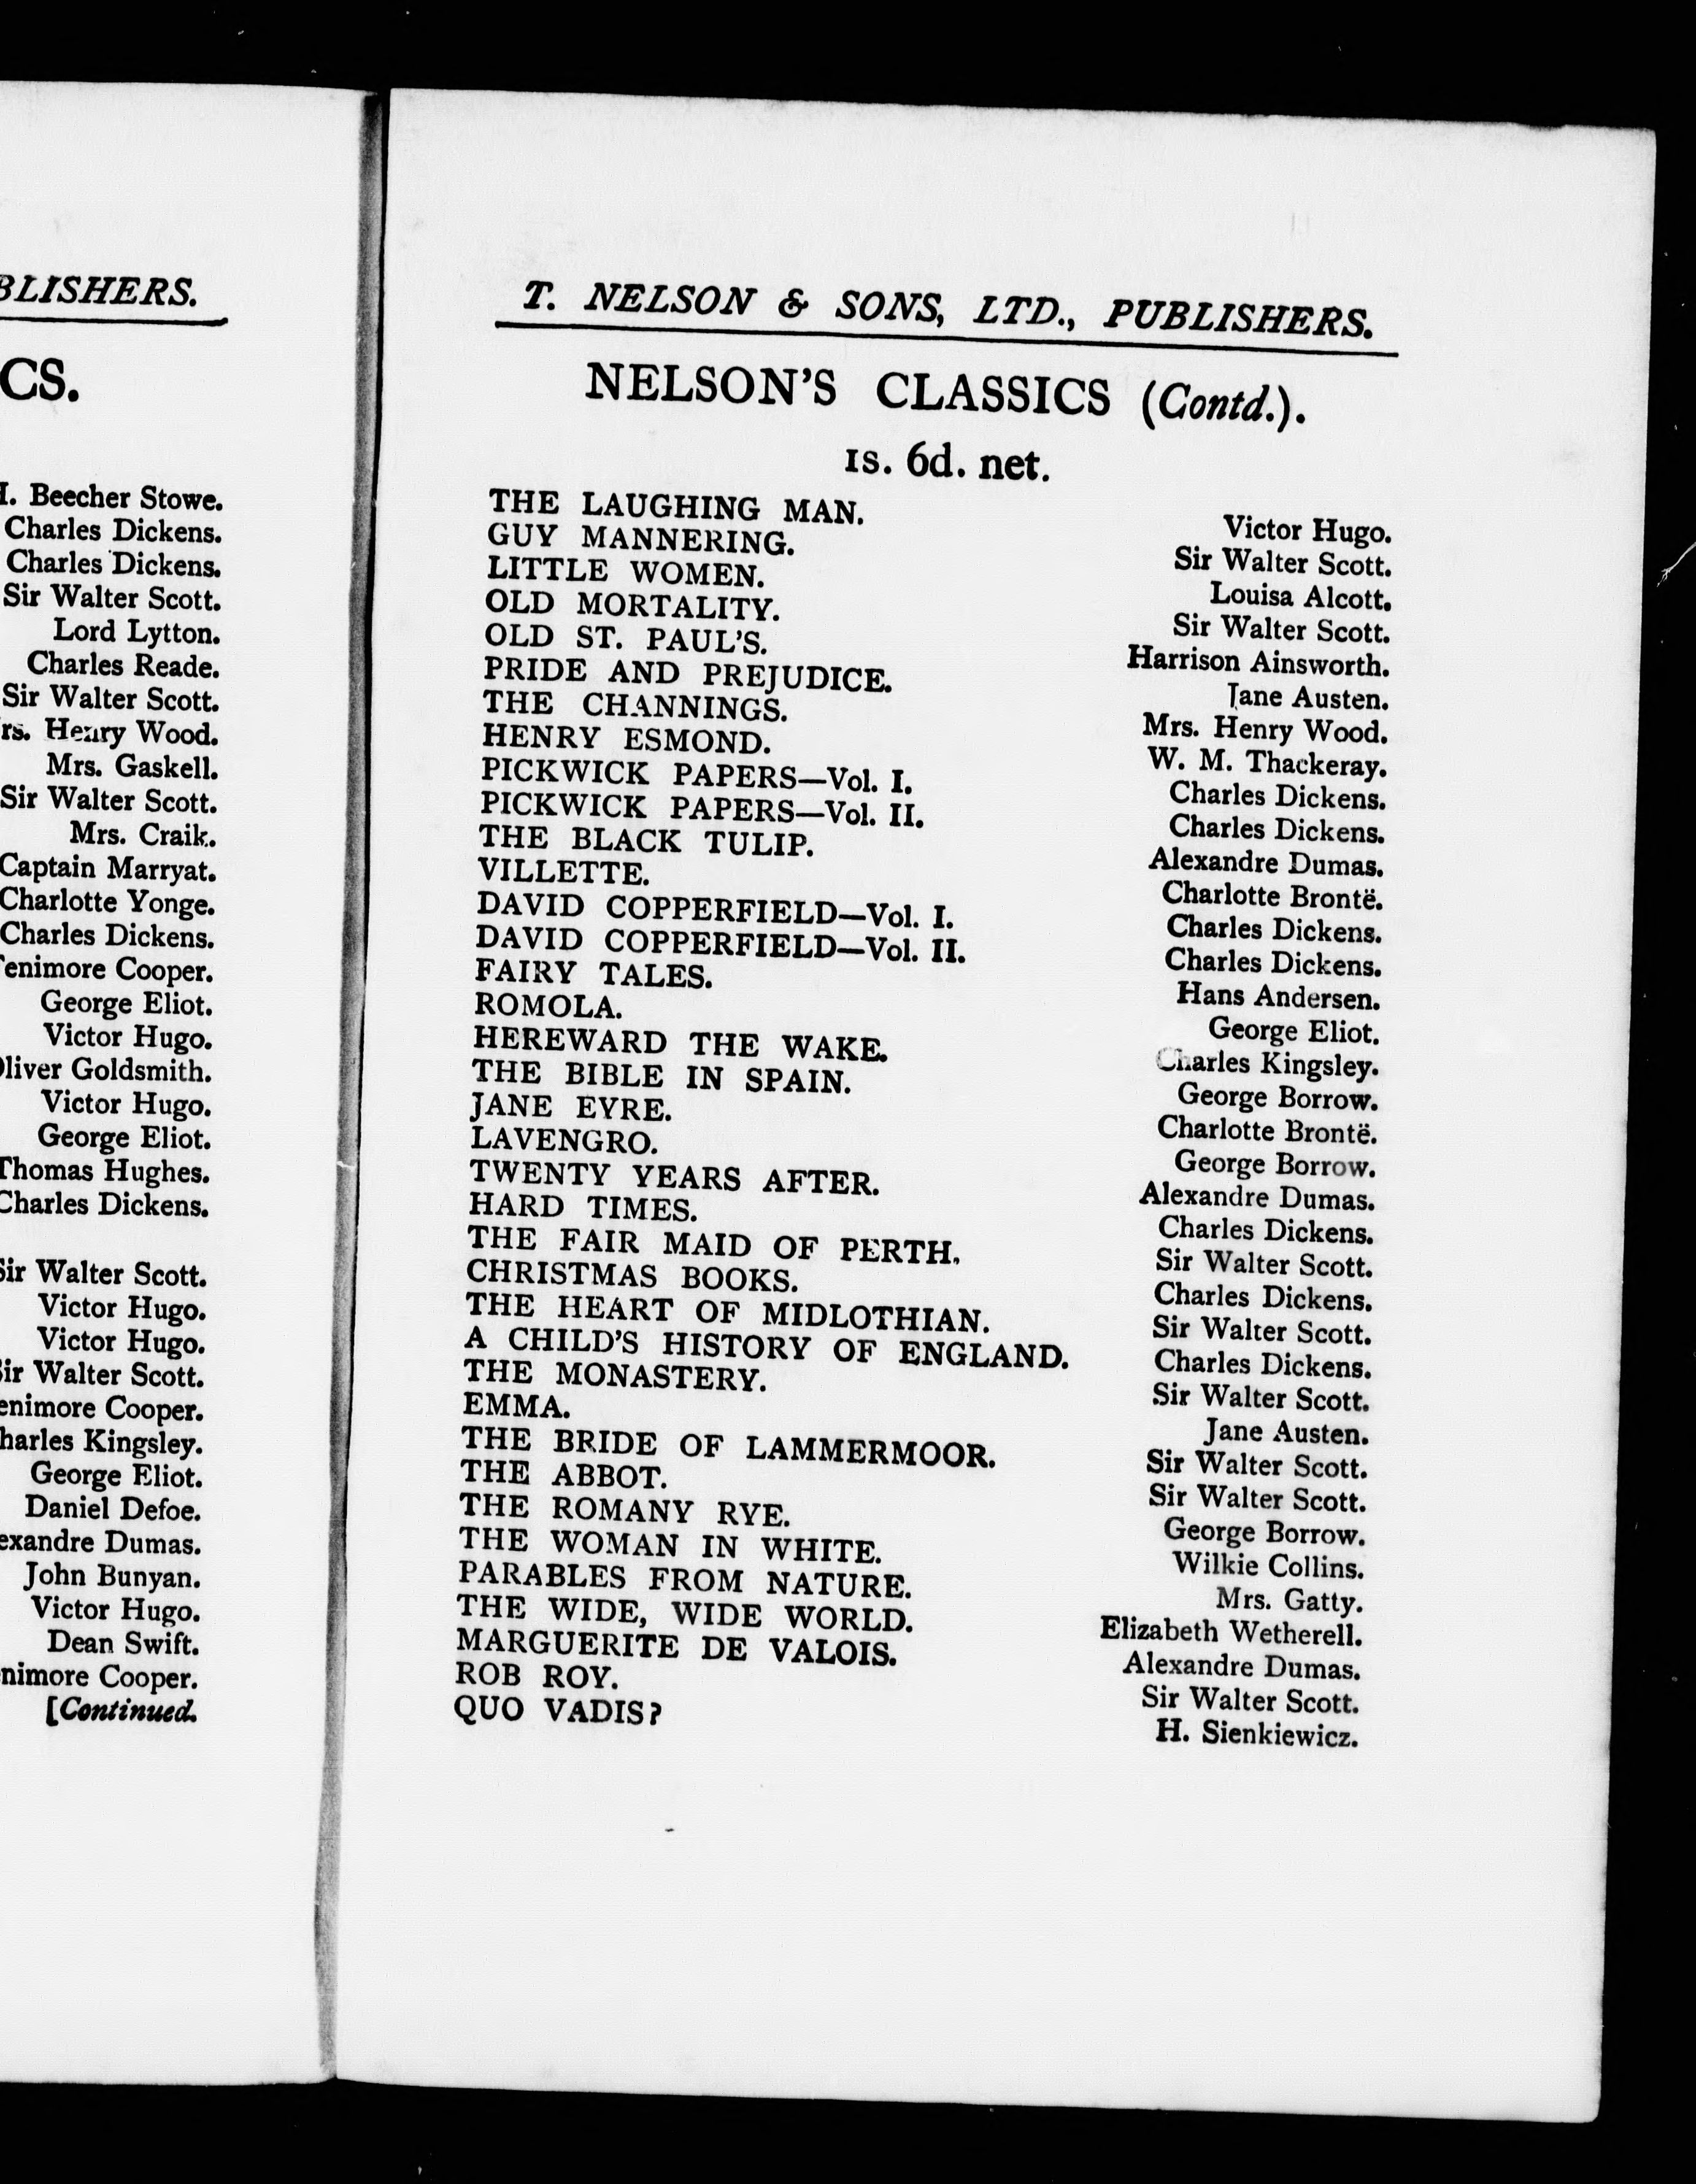 BLISHERS.
CS.
H. Beecher Stowe.
Charles Dickens.
Charles Dickens.
Sir Walter Scott.
Lord Lytton.
Charles Reade.
Sir Walter Scott.
rs. Henry Wood.
Mrs. Gaskell.
Sir Walter Scott.
Mrs. Craik.
Captain Marryat.
Charlotte Yonge.
Charles Dickens.
enimore Cooper.
George Eliot.
Victor Hugo.
liver Goldsmith.
Victor Hugo.
George Eliot.
Thomas Hughes.
Charles Dickens.
Sir Walter Scott.
Victor Hugo.
Victor Hugo.
Sir Walter Scott.
enimore Cooper.
harles Kingsley.
George Eliot.
Daniel Defoe.
exandre Dumas.
John Bunyan.
Victor Hugo.
Dean Swift.
nimore Cooper.
[Continued.
T. NELSON & SONS, LTD., PUBLISHERS.
NELSON'S CLASSICS (Contd.).
1s. 6d. net.
THE LAUGHING MAN. Victor Hugo.
GUY MANNERING. Sir Walter Scott.
LITTLE WOMEN. Louisa Alcott.
OLD MORTALITY. Sir Walter Scott.
OLD ST. PAUL'S. Harrison Ainsworth.
PRIDE AND PREJUDICE. Jane Austen.
THE CHANNINGS. Mrs. Henry Wood.
HENRY ESMOND. W. M. Thackeray.
PICKWICK PAPERS—Vol. I. Charles Dickens.
PICKWICK PAPERS—Vol. II. Charles Dickens.
THE BLACK TULIP. Alexandre Dumas.
VILLETTE. Charlotte Brontë.
DAVID COPPERFIELD—Vol. I. Charles Dickens.
DAVID COPPERFIELD—Vol. II. Charles Dickens.
FAIRY TALES. Hans Andersen.
ROMOLA. George Eliot.
HEREWARD THE WAKE. Charles Kingsley.
THE BIBLE IN SPAIN. George Borrow.
JANE EYRE. Charlotte Brontë.
LAVENGRO. George Borrow.
TWENTY YEARS AFTER. Alexandre Dumas.
HARD TIMES. Charles Dickens.
THE FAIR MAID OF PERTH. Sir Walter Scott.
CHRISTMAS BOOKS. Charles Dickens.
THE HEART OF MIDLOTHIAN. Sir Walter Scott.
A CHILD'S HISTORY OF ENGLAND. Charles Dickens.
THE MONASTERY. Sir Walter Scott.
EMMA. Jane Austen.
THE BRIDE OF LAMMERMOOR. Sir Walter Scott.
THE ABBOT. Sir Walter Scott.
THE ROMANY RYE. George Borrow.
THE WOMAN IN WHITE. Wilkie Collins.
PARABLES FROM NATURE. Mrs. Gatty.
THE WIDE, WIDE WORLD. Elizabeth Wetherell.
MARGUERITE DE VALOIS. Alexandre Dumas.
ROB ROY. Sir Walter Scott.
QUO VADIS? H. Sienkiewicz.